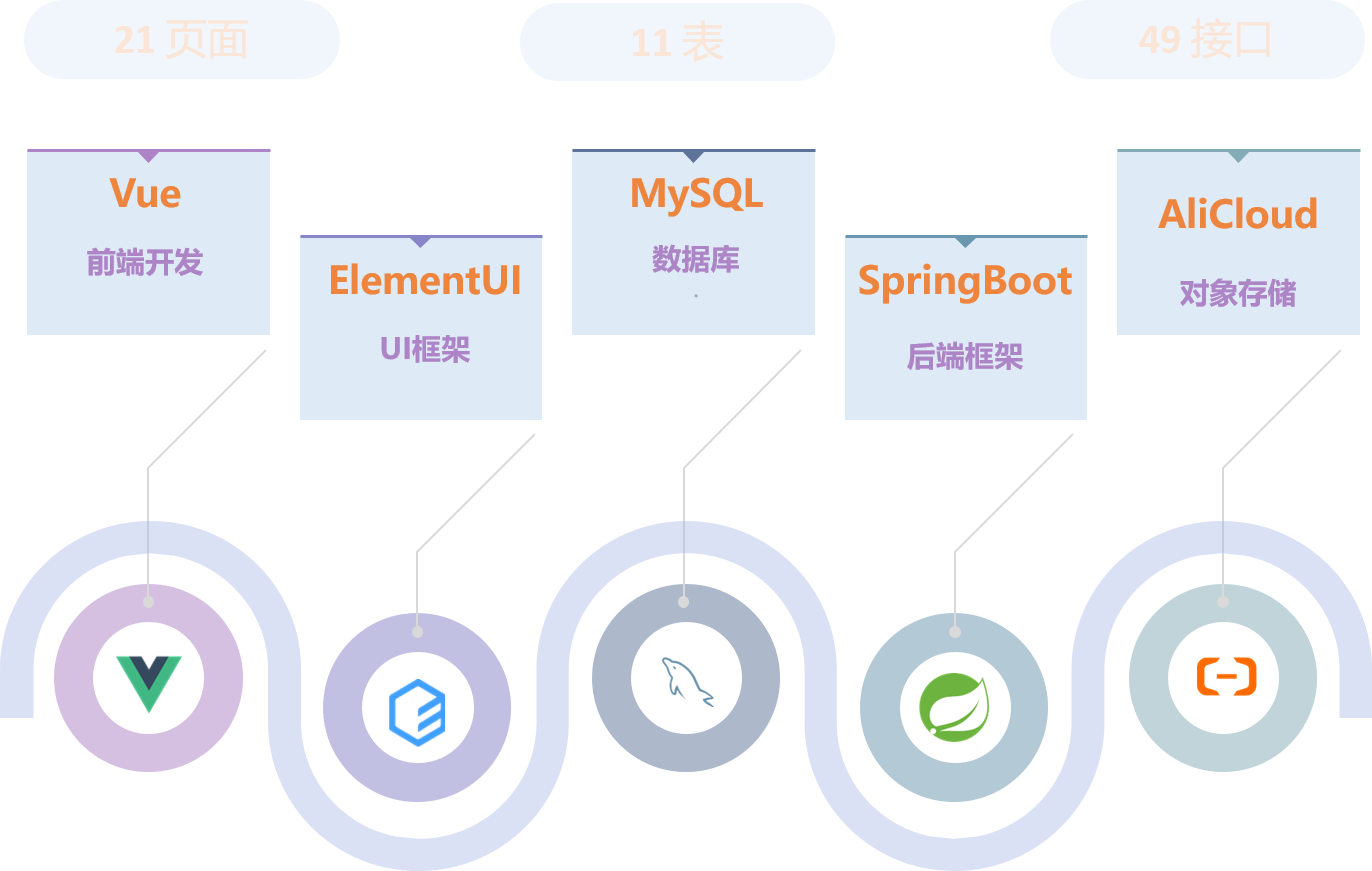 21 页面
11 表
49 接口
Vue
前端开发
ElementUI
UI框架
MySQL
数据库
.
SpringBoot
后端框架
AliCloud
对象存储